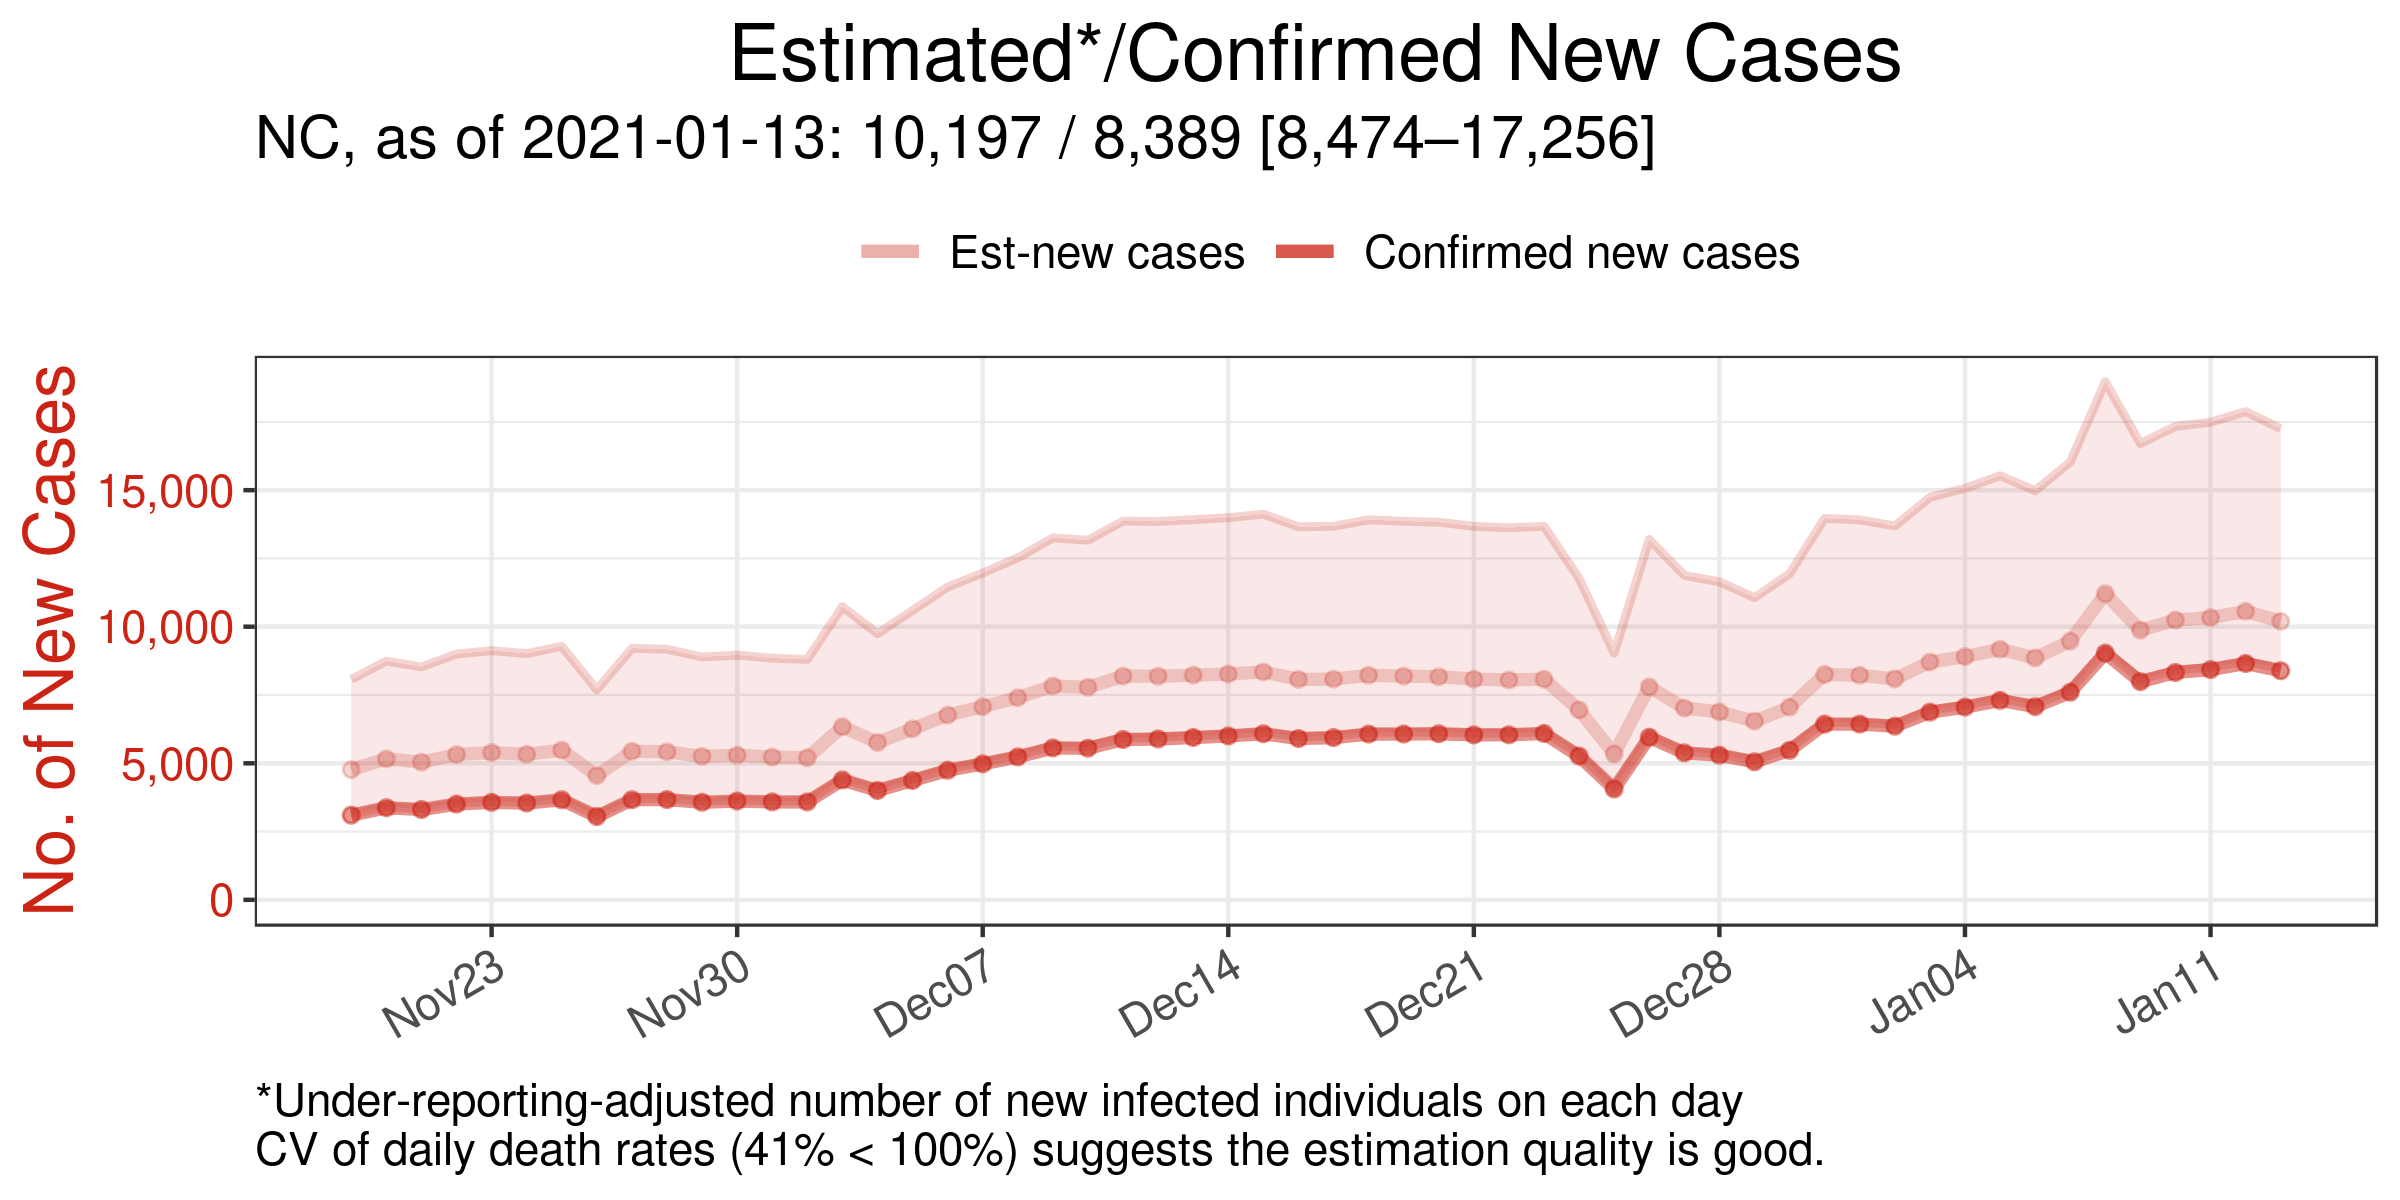 Estimated*/Confirmed New Cases
NC, as of 2021-01-13: 10,197 / 8,389 [8,474–17,256]
Est-new cases
Confirmed new cases
No. of New Cases
15,000
10,000
5,000
0
Nov23
Nov30
Dec07
Dec14
Dec21
Dec28
Jan04
Jan11
*Under-reporting-adjusted number of new infected individuals on each day
CV of daily death rates (41% < 100%) suggests the estimation quality is good.